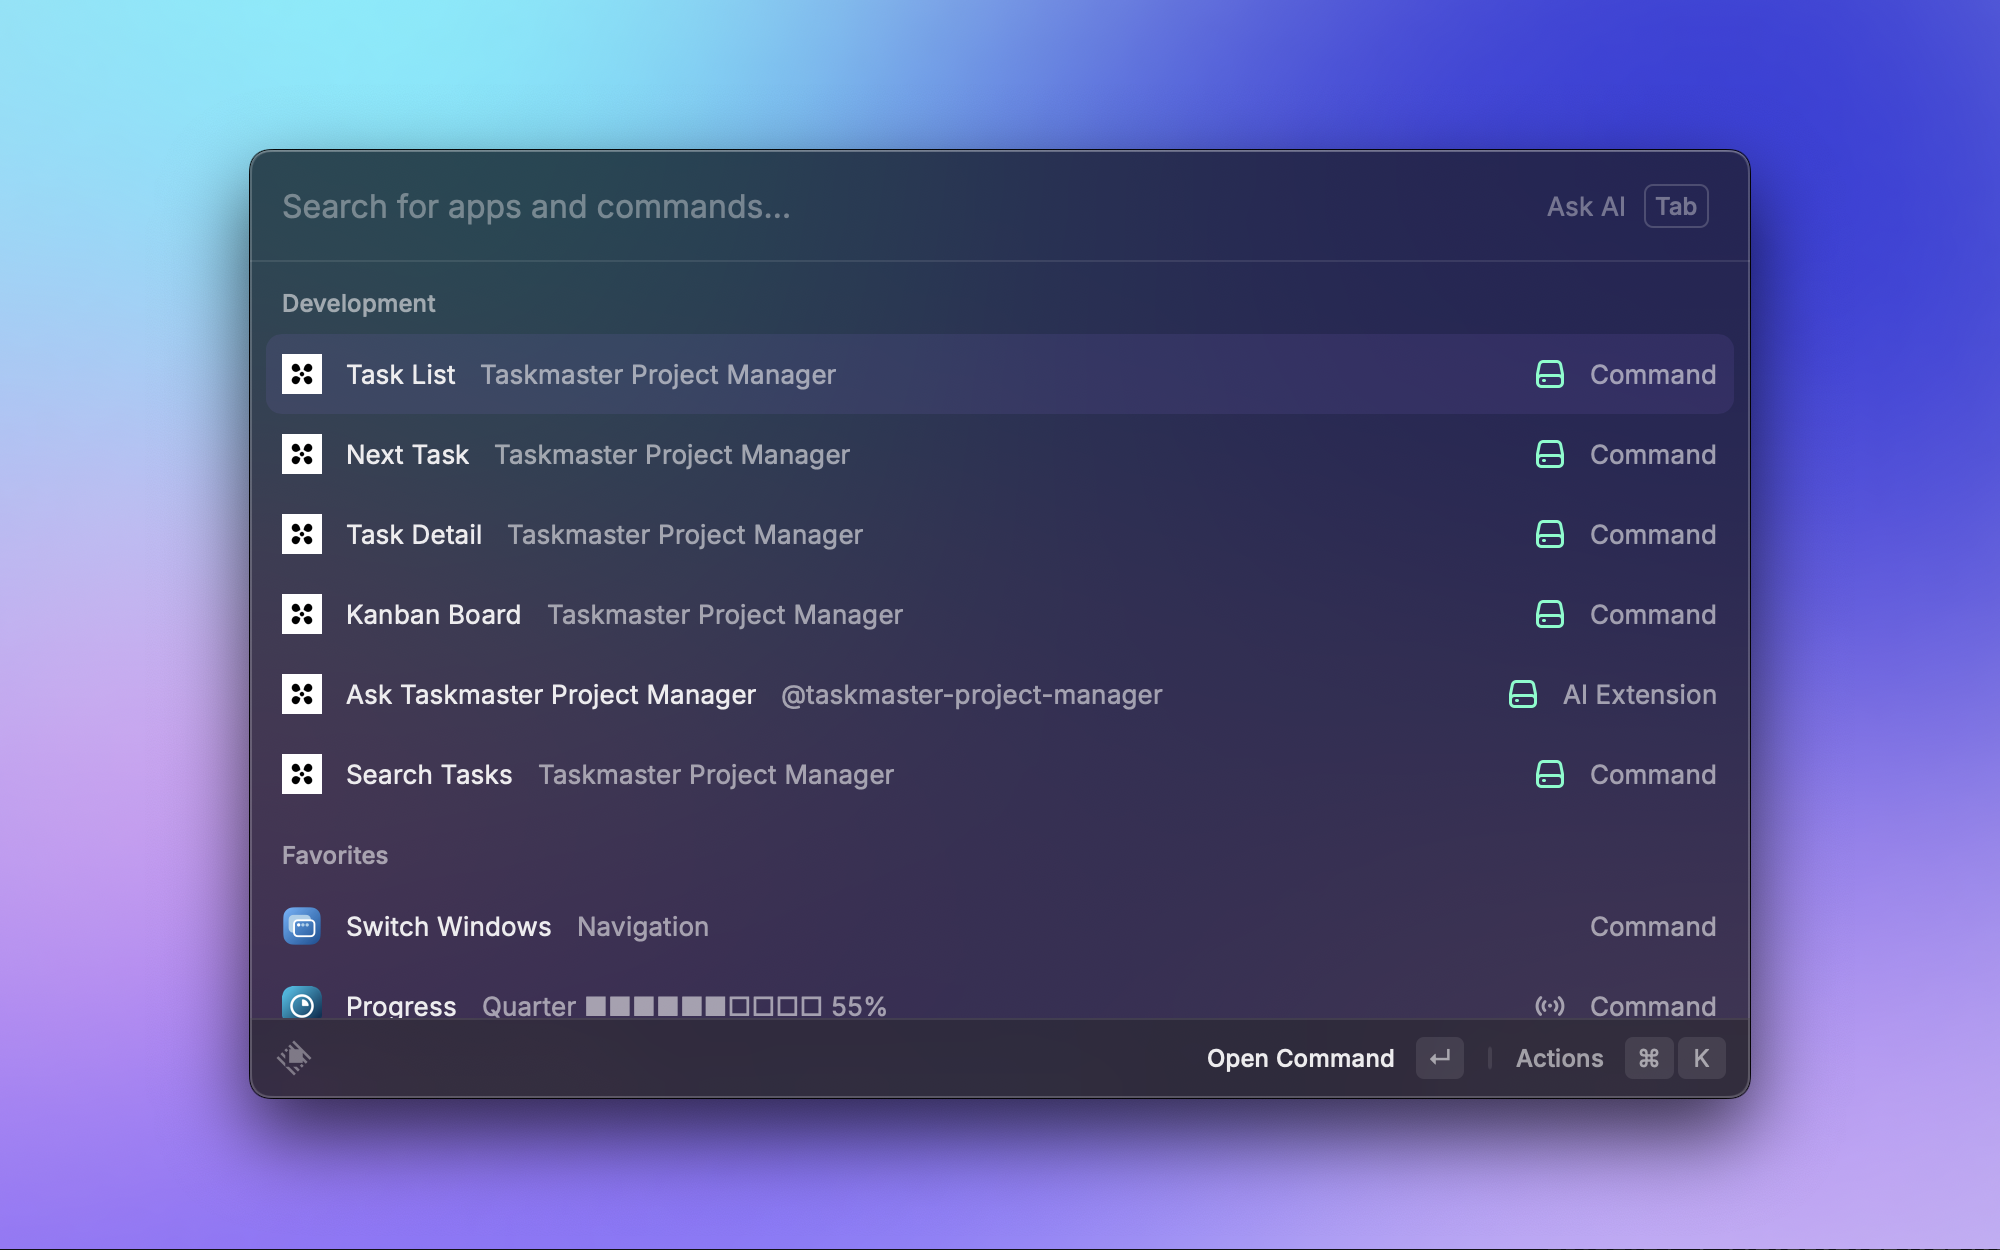 Search for apps and commands... Ask AI Tab
Development
Task List Taskmaster Project Manager Command
Next Task Taskmaster Project Manager Command
Task Detail Taskmaster Project Manager Command
Kanban Board Taskmaster Project Manager Command
Ask Taskmaster Project Manager @taskmaster-project-manager AI Extension
Search Tasks Taskmaster Project Manager Command
Favorites
Switch Windows Navigation Command
Progress Quarter ■■■■■■□□□□ 55% Command
Open Command ↵ Actions ⌘ K